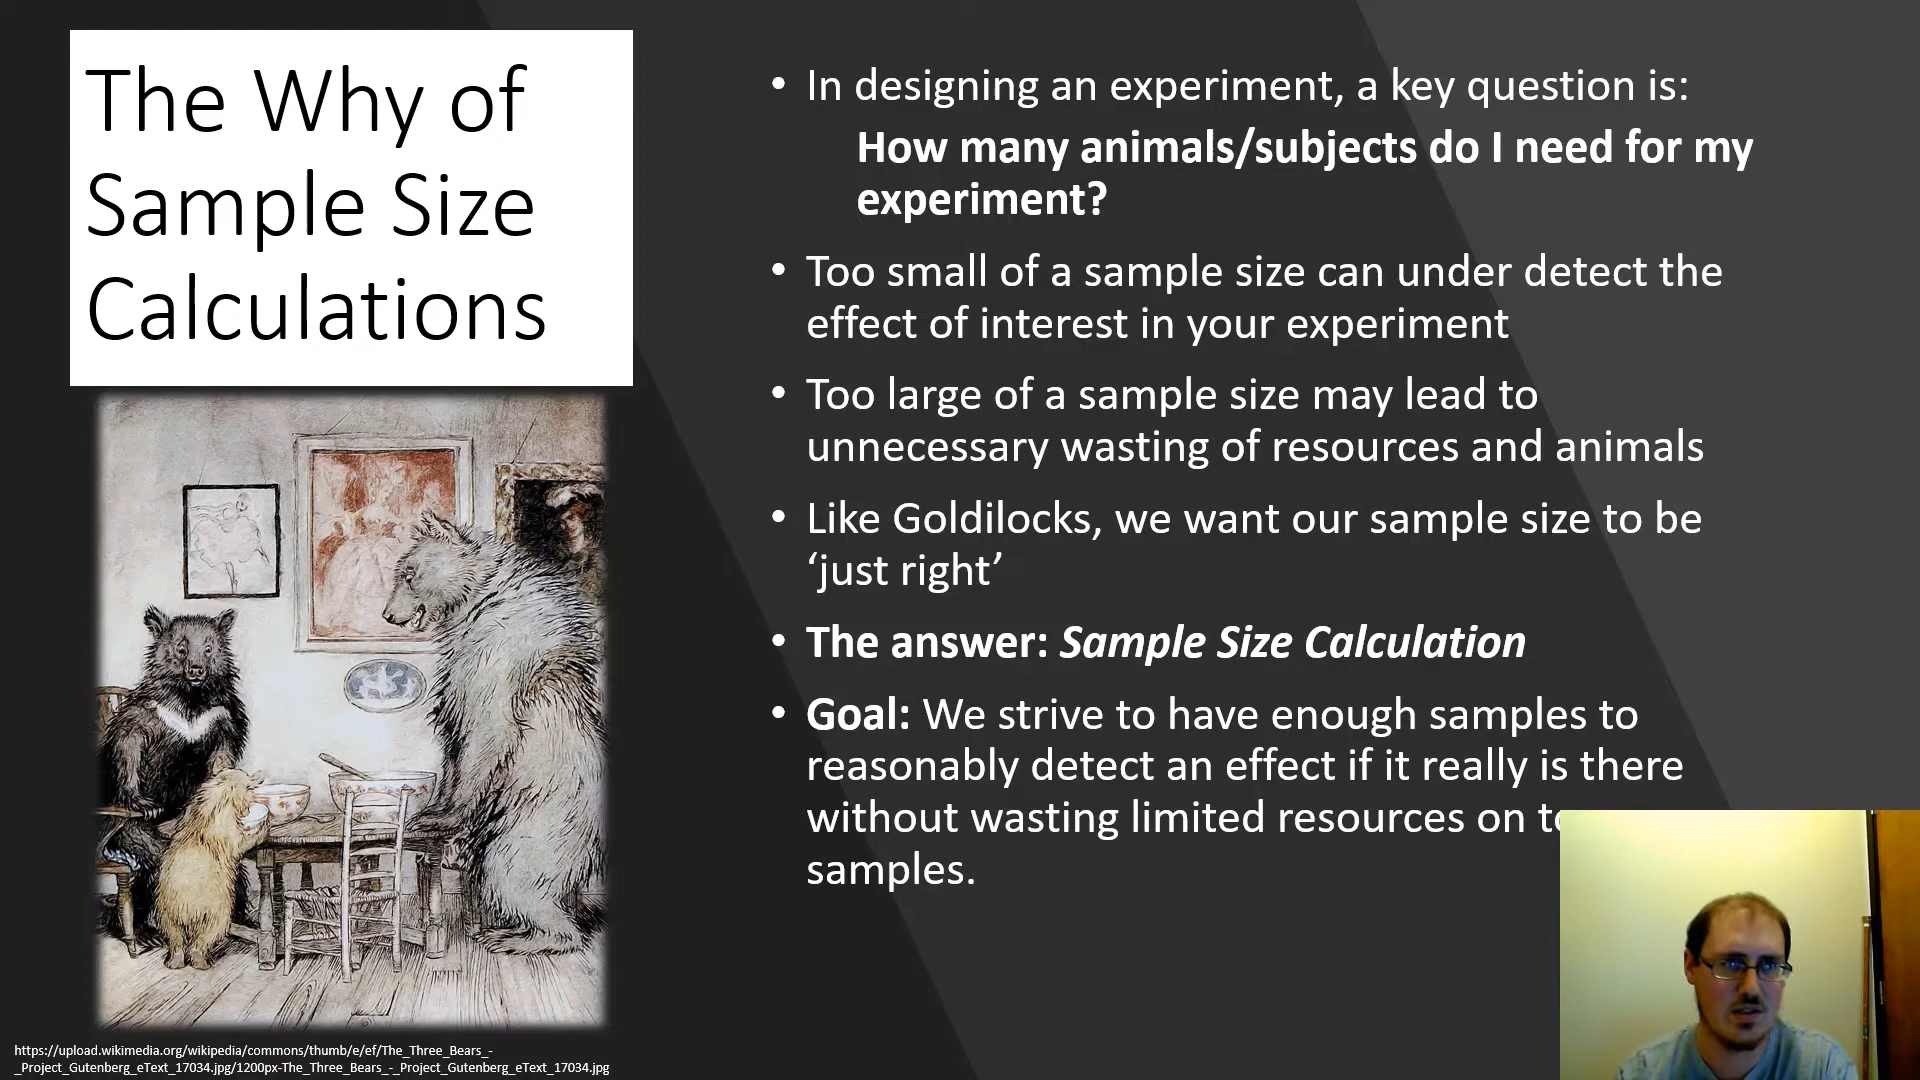 The Why of
Sample Size
Calculations
• In designing an experiment, a key question is:
How many animals/subjects do I need for my
experiment?
• Too small of a sample size can under detect the
effect of interest in your experiment
• Too large of a sample size may lead to
unnecessary wasting of resources and animals
• Like Goldilocks, we want our sample size to be
‘just right’
• The answer: Sample Size Calculation
• Goal: We strive to have enough samples to
reasonably detect an effect if it really is there
without wasting limited resources on
samples.
https://upload.wikimedia.org/wikipedia/commons/thumb/e/ef/The_Three_Bears_-
_Project_Gutenberg_eText_17034.jpg/1200px-The_Three_Bears_-_Project_Gutenberg_eText_17034.jpg